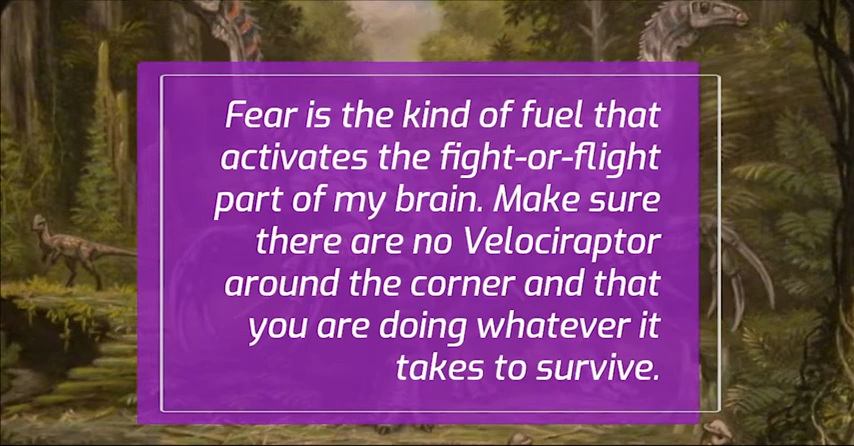 Fear is the kind of fuel that
activates the fight-or-flight
part of my brain. Make sure
there are no Velociraptor
around the corner and that
you are doing whatever it
takes to survive.